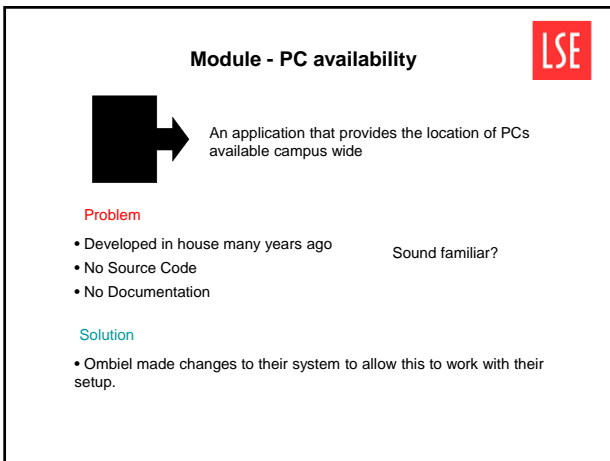 Module - PC availability
LSE
An application that provides the location of PCs
available campus wide
Problem
• Developed in house many years ago
Sound familiar?
• No Source Code
• No Documentation
Solution
• Ombiel made changes to their system to allow this to work with their
setup.